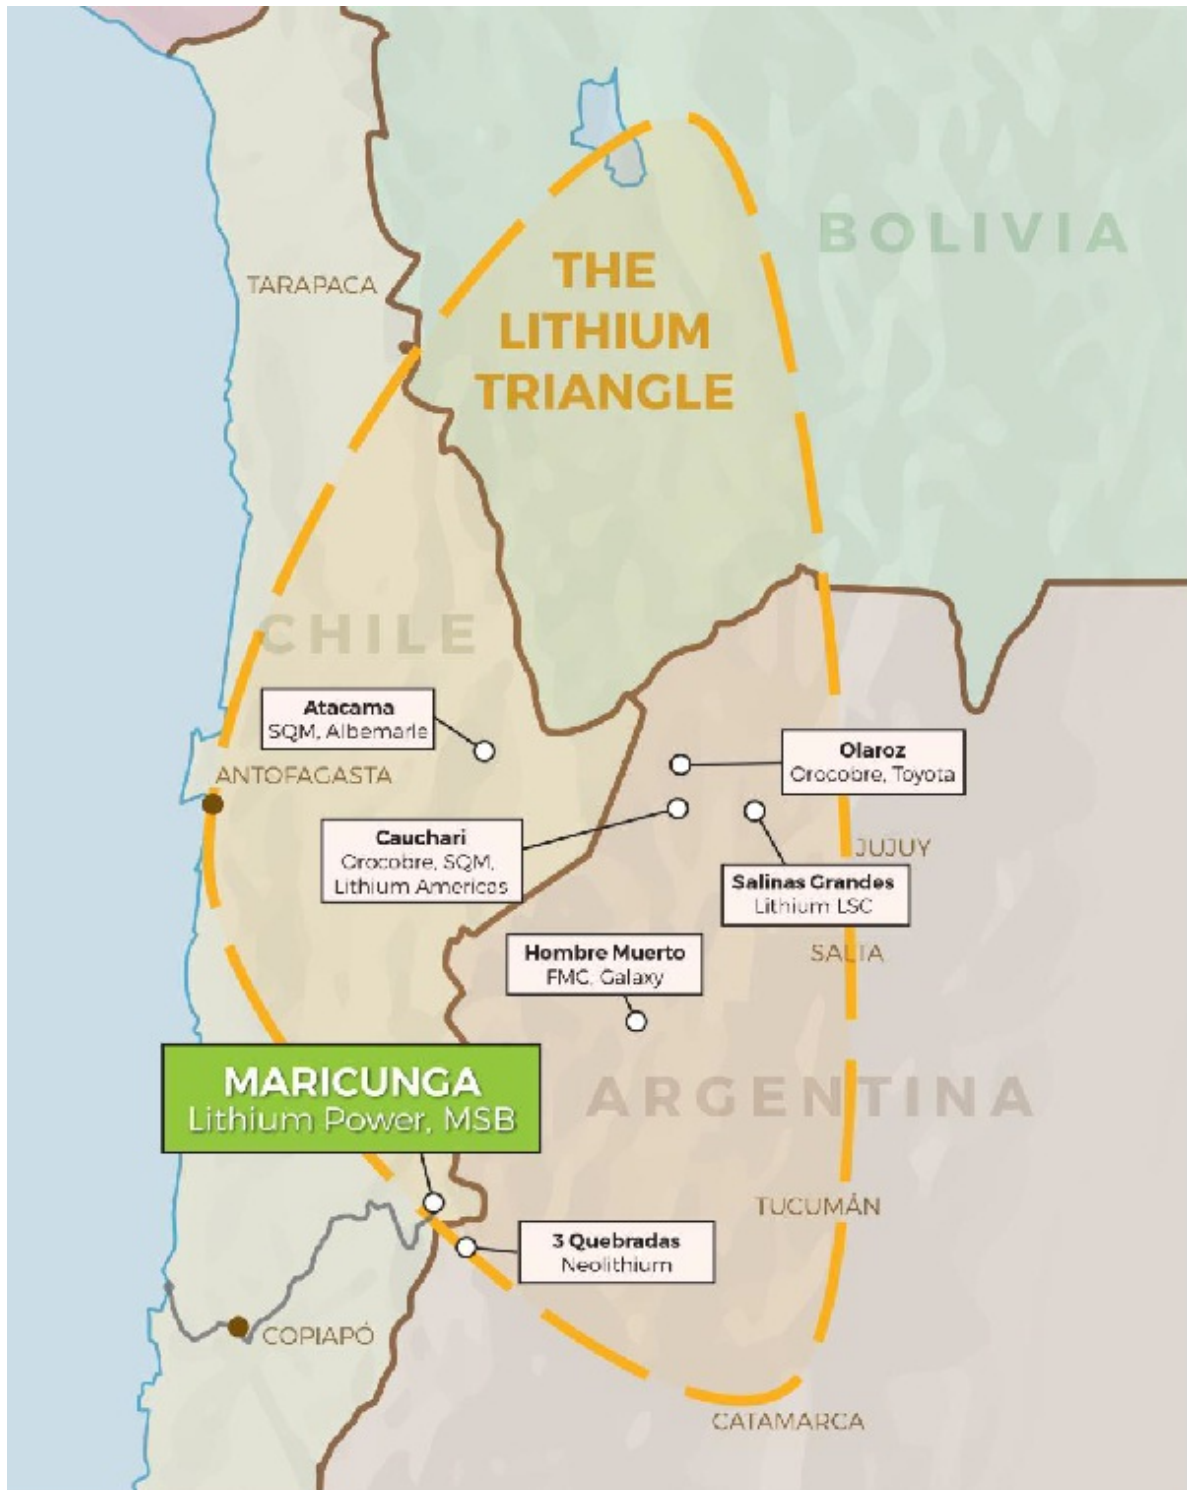 BOLIVIA
THE
LITHIUM
TRIANGLE
TARAPACA
CHILE
Atacama
SQM, Albemarle
ANTOFAGASTA
Olaroz
Orocobre, Toyota
Cauchari
Orocobre, SQM,
Lithium Americas
JUJUY
Salinas Grandes
Lithium LSC
SALTA
Hombre Muerto
FMC, Galaxy
MARICUNGA
Lithium Power, MSB
ARGENTINA
TUCUMÁN
3 Quebradas
Neolithium
COPIAPÓ
CATAMARCA